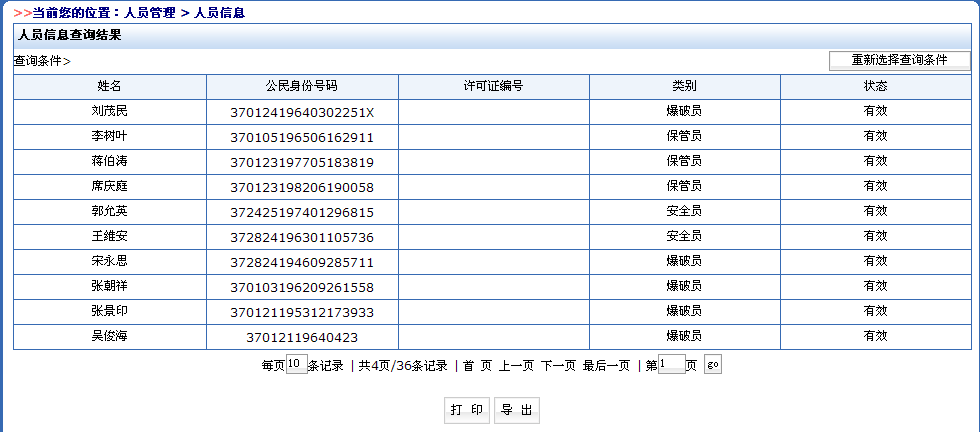 >>当前您的位置：人员管理 > 人员信息
人员信息查询结果
查询条件> 重新选择查询条件
姓名 公民身份号码 许可证编号 类别 状态
刘茂民 37012419640302251X 爆破员 有效
李树叶 370105196506162911 保管员 有效
蒋伯涛 370123197705183819 保管员 有效
席庆庭 370123198206190058 保管员 有效
郭允英 372425197401296815 安全员 有效
王维安 372824196301105736 安全员 有效
宋永思 372824194609285711 爆破员 有效
张朝祥 370103196209261558 爆破员 有效
张景印 370121195312173933 爆破员 有效
吴俊海 37012119640423 爆破员 有效
每页10条记录 | 共4页/36条记录 | 首 页 上一页 下一页 最后一页 | 第1页 go
打 印 导 出